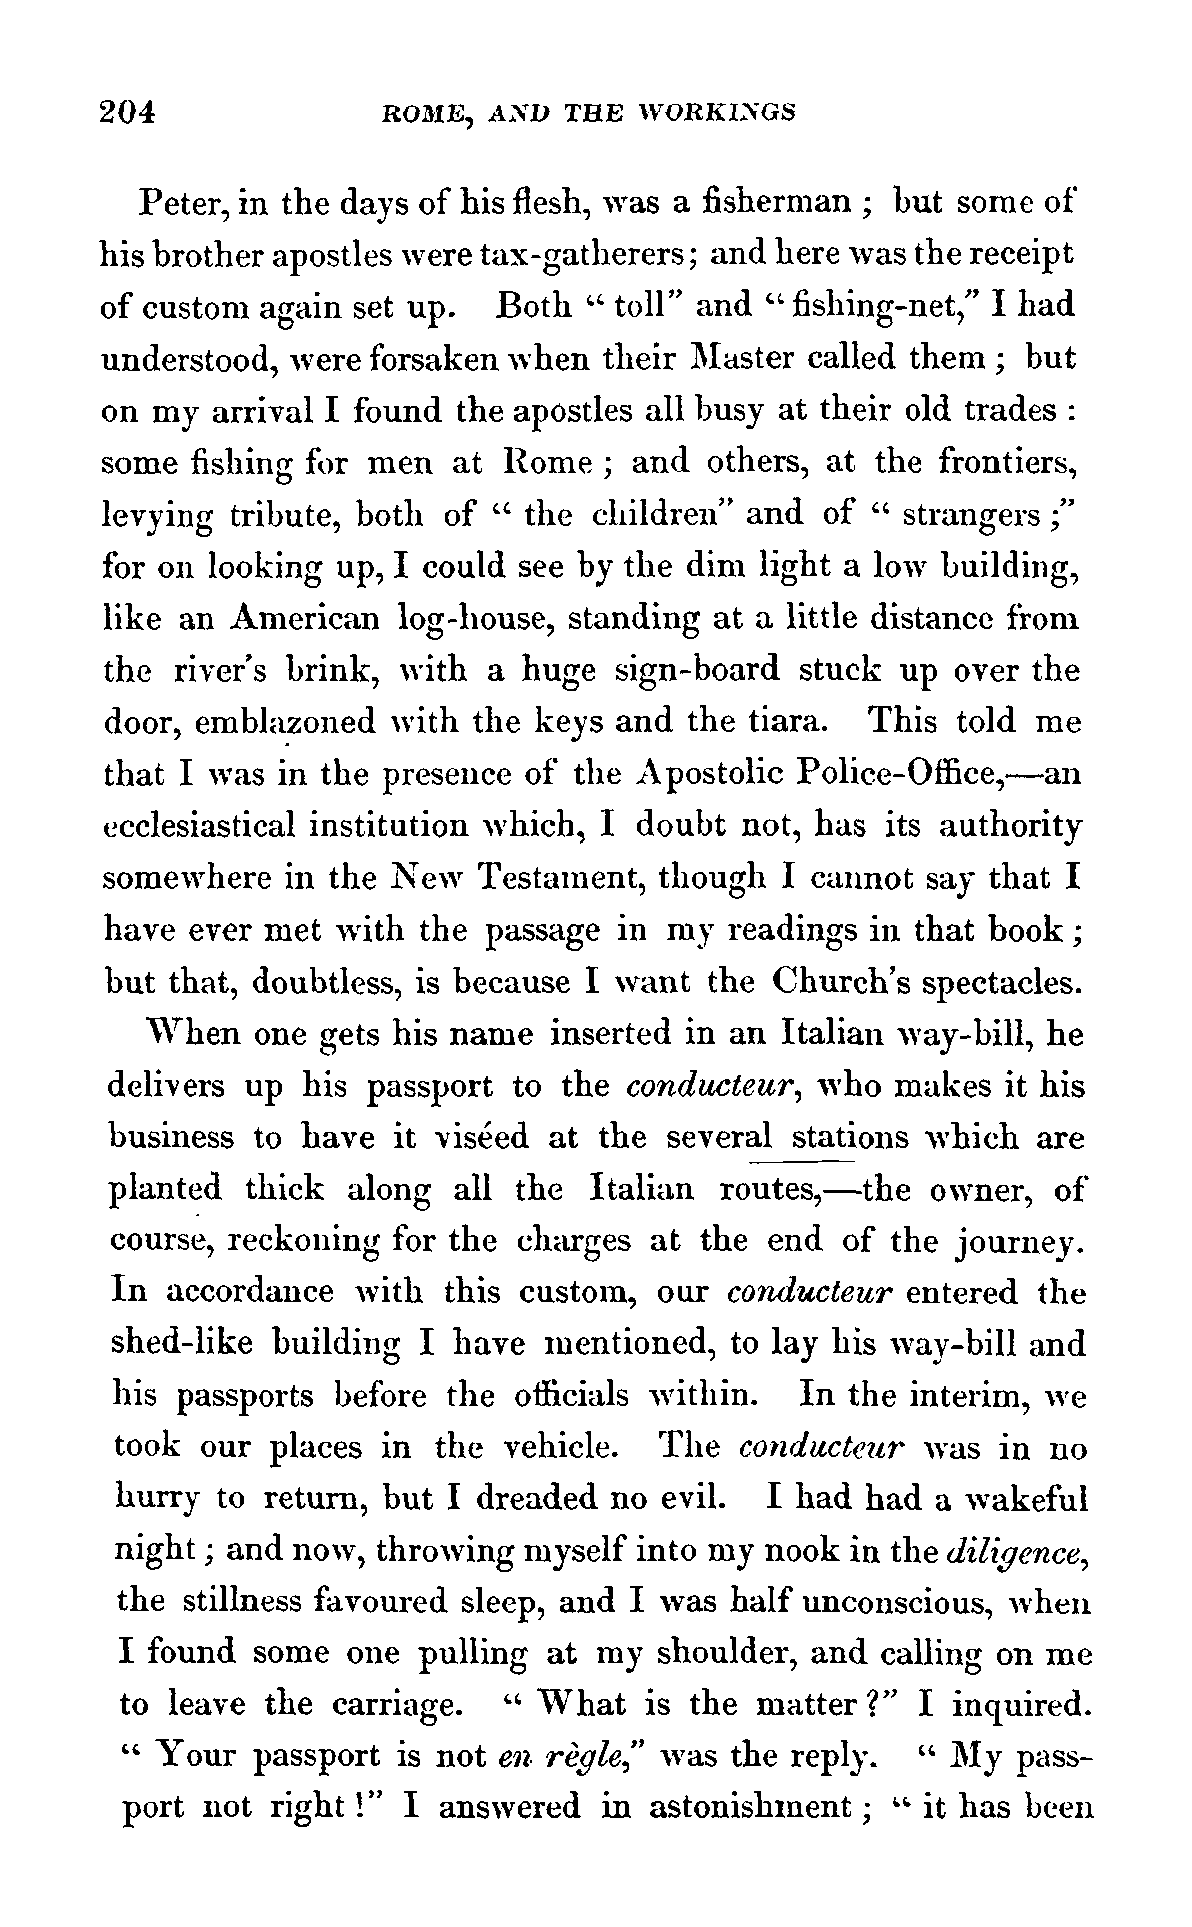 204 ROME, AND THE WORKINGS
Peter, in the days of his flesh, was a fisherman ; but some of
his brother apostles were tax-gatherers; and here was the receipt
of custom again set up. Both “ toll” and “ fishing-net,” I had
understood, were forsaken when their Master called them ; but
on my arrival I found the apostles all busy at their old trades :
some fishing for men at Rome ; and others, at the frontiers,
levying tribute, both of “ the children” and of “ strangers ;”
for on looking up, I could see by the dim light a low building,
like an American log-house, standing at a little distance from
the river’s brink, with a huge sign-board stuck up over the
door, emblazoned with the keys and the tiara. This told me
that I was in the presence of the Apostolic Police-Office,—an
ecclesiastical institution which, I doubt not, has its authority
somewhere in the New Testament, though I cannot say that I
have ever met with the passage in my readings in that book ;
but that, doubtless, is because I want the Church’s spectacles.
When one gets his name inserted in an Italian way-bill, he
delivers up his passport to the conducteur, who makes it his
business to have it viséed at the several stations which are
planted thick along all the Italian routes,—the owner, of
course, reckoning for the charges at the end of the journey.
In accordance with this custom, our conducteur entered the
shed-like building I have mentioned, to lay his way-bill and
his passports before the officials within. In the interim, we
took our places in the vehicle. The conducteur was in no
hurry to return, but I dreaded no evil. I had had a wakeful
night ; and now, throwing myself into my nook in the diligence,
the stillness favoured sleep, and I was half unconscious, when
I found some one pulling at my shoulder, and calling on me
to leave the carriage. “ What is the matter ?” I inquired.
“ Your passport is not en règle,” was the reply. “ My pass-
port not right !” I answered in astonishment ; “ it has been